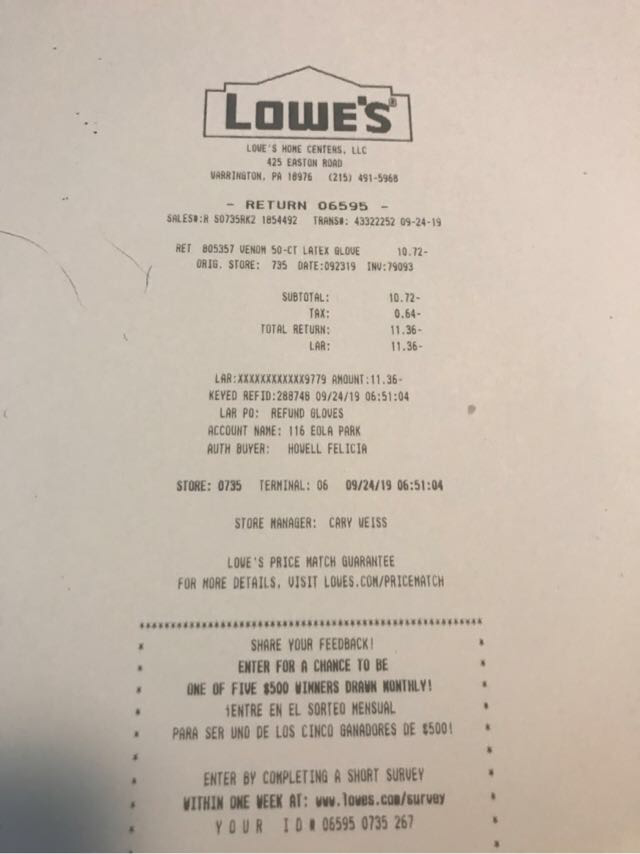 LOWE'S®
LOWE'S HOME CENTERS, LLC
425 EASTON ROAD
WARRINGTON, PA 18976 (215) 491-5968
- RETURN 06595 -
SALES#:R S0735RK2 1854492 TRANS#: 43322252 09-24-19
RET 805357 VENOM 50-CT LATEX GLOVE 10.72-
ORIG. STORE: 735 DATE:092319 INV:79093
SUBTOTAL: 10.72-
TAX: 0.64-
TOTAL RETURN: 11.36-
LAR: 11.36-
LAR:XXXXXXXXXXXX9779 AMOUNT:11.36-
KEYED REFID:288748 09/24/19 06:51:04
LAR PO: REFUND GLOVES
ACCOUNT NAME: 116 EOLA PARK
AUTH BUYER: HOWELL FELICIA
STORE: 0735 TERMINAL: 06 09/24/19 06:51:04
STORE MANAGER: CARY WEISS
LOWE'S PRICE MATCH GUARANTEE
FOR MORE DETAILS, VISIT LOWES.COM/PRICEMATCH
SHARE YOUR FEEDBACK!
ENTER FOR A CHANCE TO BE
ONE OF FIVE $500 WINNERS DRAWN MONTHLY!
¡ENTRE EN EL SORTEO MENSUAL
PARA SER UNO DE LOS CINCO GANADORES DE $500!
ENTER BY COMPLETING A SHORT SURVEY
WITHIN ONE WEEK AT: www.lowes.com/survey
Y O U R I D # 06595 0735 267